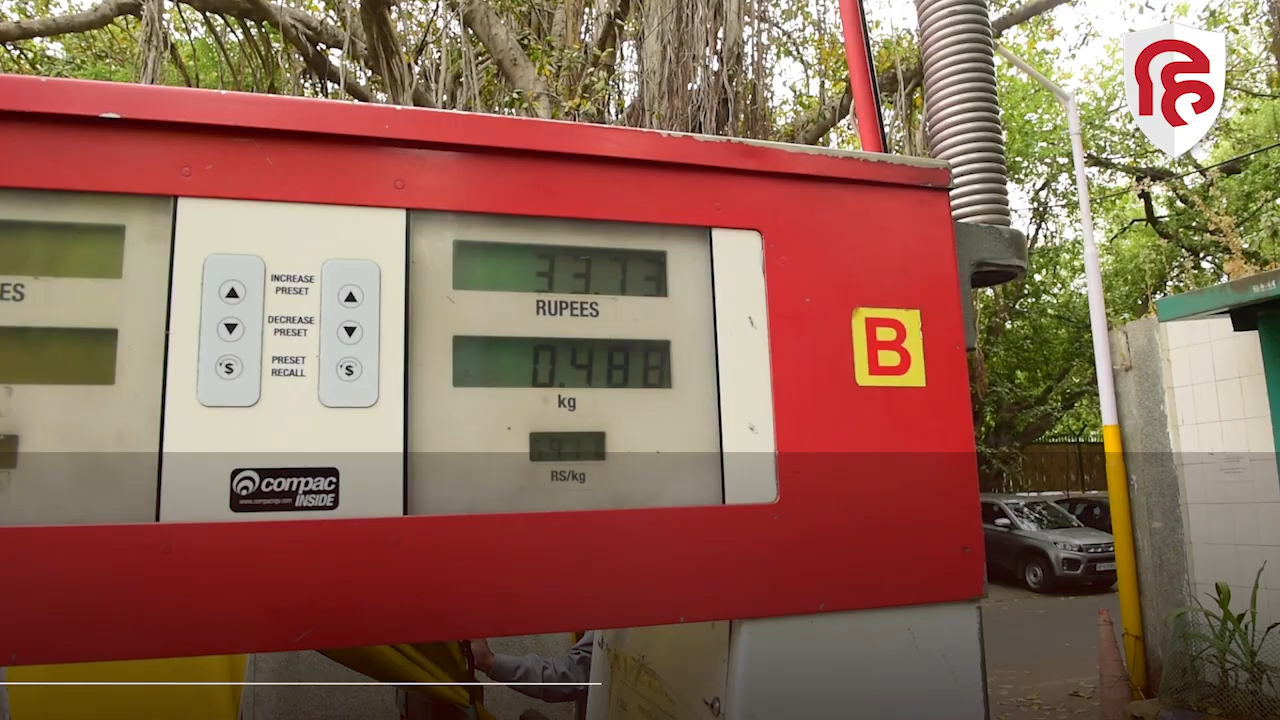 ES
INCREASE
PRESET
DECREASE
PRESET
PRESET
RECALL
$ $
compac
INSIDE
33.73
RUPEES
0.488
kg
RS/kg
B